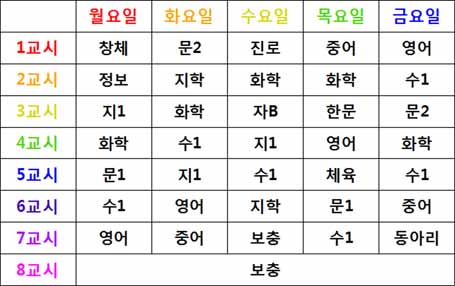 월요일 화요일 수요일 목요일 금요일
1교시 창체 문2 진로 중어 영어
2교시 정보 지학 화학 화학 수1
3교시 지1 화학 자B 한문 문2
4교시 화학 수1 지1 영어 화학
5교시 문1 지1 수1 체육 수1
6교시 수1 영어 지학 문1 중어
7교시 영어 중어 보충 수1 동아리
8교시 보충